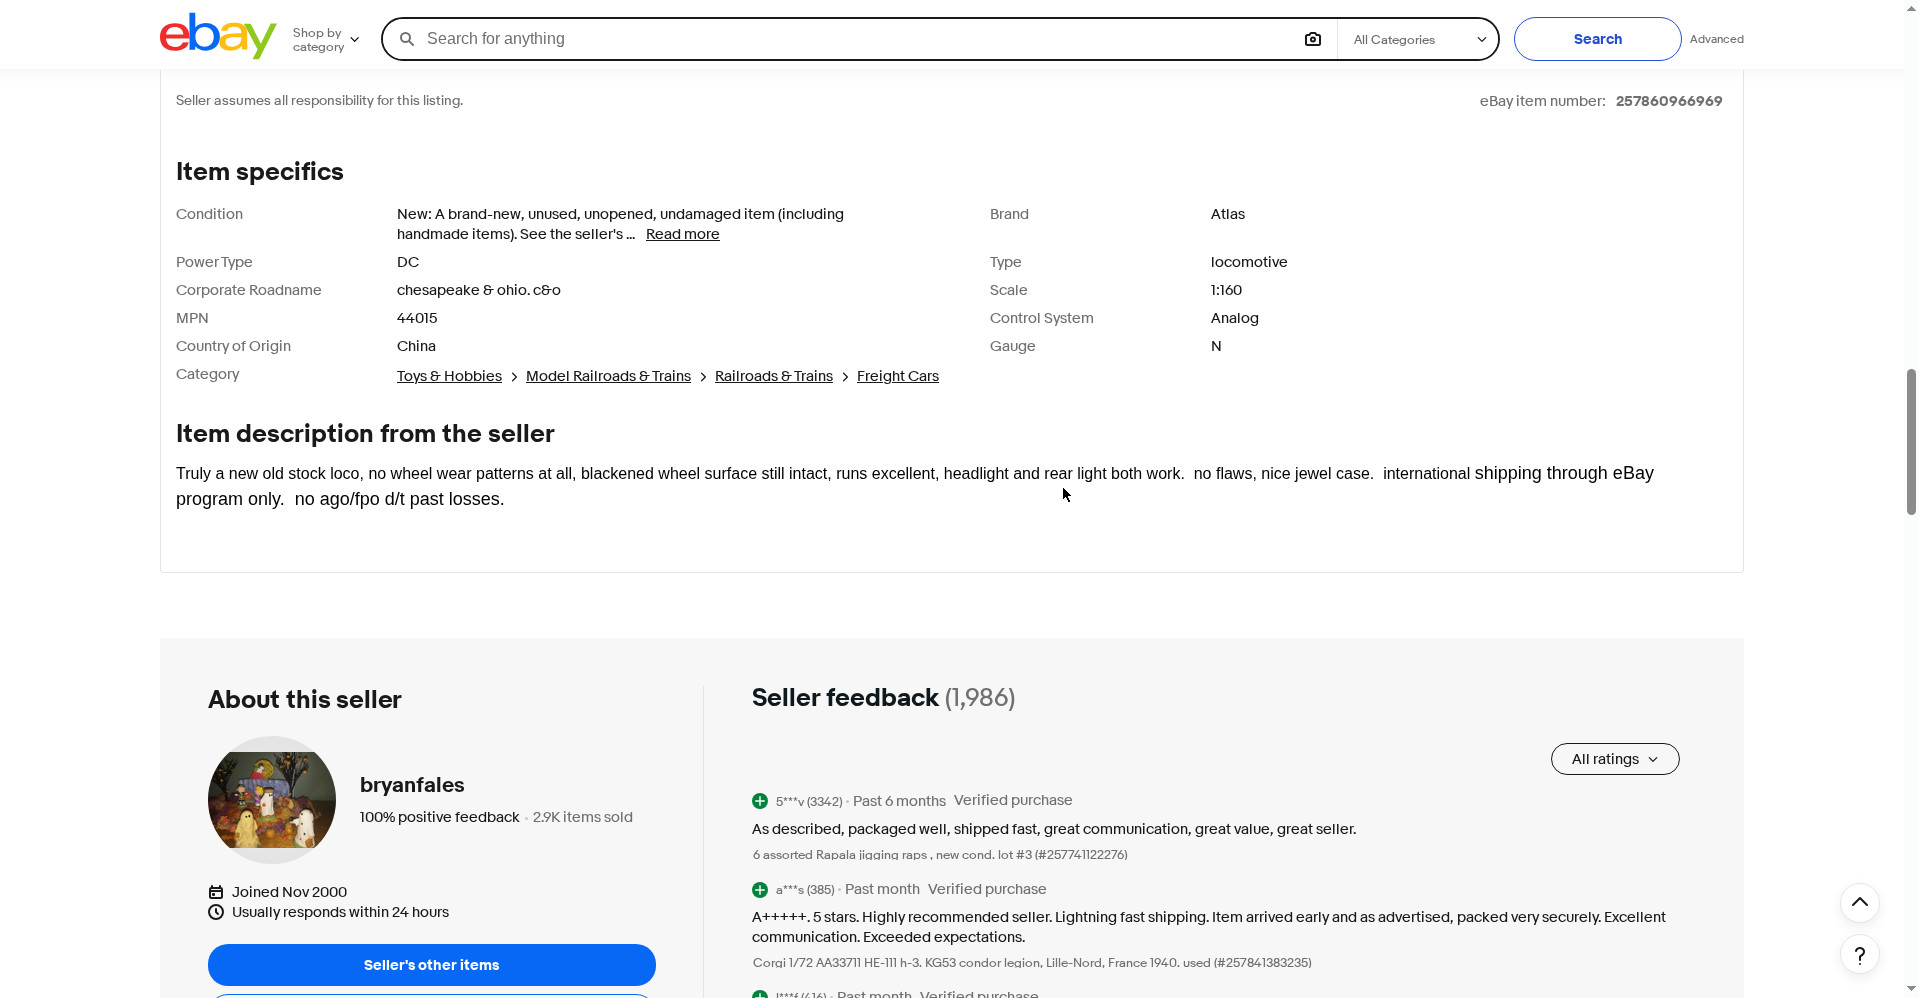 ebay
Shop by
category
Search for anything
All Categories
Search
Advanced
Seller assumes all responsibility for this listing.
eBay item number: 257860966969
Item specifics
Condition
New: A brand-new, unused, unopened, undamaged item (including
handmade items). See the seller's ... Read more
Brand
Atlas
Power Type
DC
Type
locomotive
Corporate Roadname
chesapeake & ohio. c&o
Scale
1:160
MPN
44015
Control System
Analog
Country of Origin
China
Gauge
N
Category
Toys & Hobbies > Model Railroads & Trains > Railroads & Trains > Freight Cars
Item description from the seller
Truly a new old stock loco, no wheel wear patterns at all, blackened wheel surface still intact, runs excellent, headlight and rear light both work.  no flaws, nice jewel case.  international shipping through eBay
program only.  no ago/fpo d/t past losses.
About this seller
bryanfales
100% positive feedback • 2.9K items sold
Joined Nov 2000
Usually responds within 24 hours
Seller's other items
Seller feedback (1,986)
All ratings
5***v (3342) • Past 6 months Verified purchase
As described, packaged well, shipped fast, great communication, great value, great seller.
6 assorted Rapala jigging raps , new cond. lot #3 (#257741122276)
a***s (385) • Past month Verified purchase
A+++++. 5 stars. Highly recommended seller. Lightning fast shipping. Item arrived early and as advertised, packed very securely. Excellent
communication. Exceeded expectations.
Corgi 1/72 AA33711 HE-111 h-3. KG53 condor legion, Lille-Nord, France 1940. used (#257841383235)
Past month Verified purchase